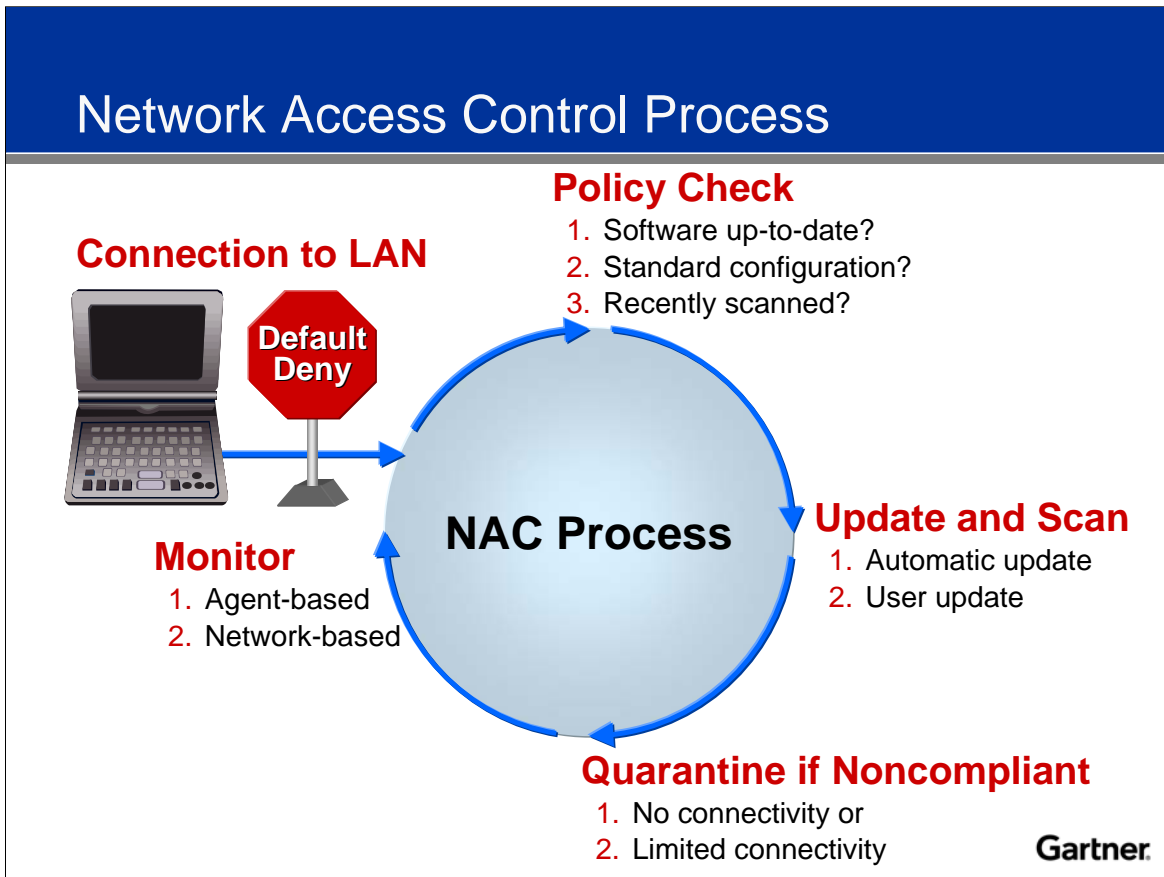 Network Access Control Process
Policy Check
1. Software up-to-date?
2. Standard configuration?
3. Recently scanned?
Connection to LAN
Default
Deny
NAC Process
Update and Scan
1. Automatic update
2. User update
Monitor
1. Agent-based
2. Network-based
Quarantine if Noncompliant
1. No connectivity or
2. Limited connectivity
Gartner.